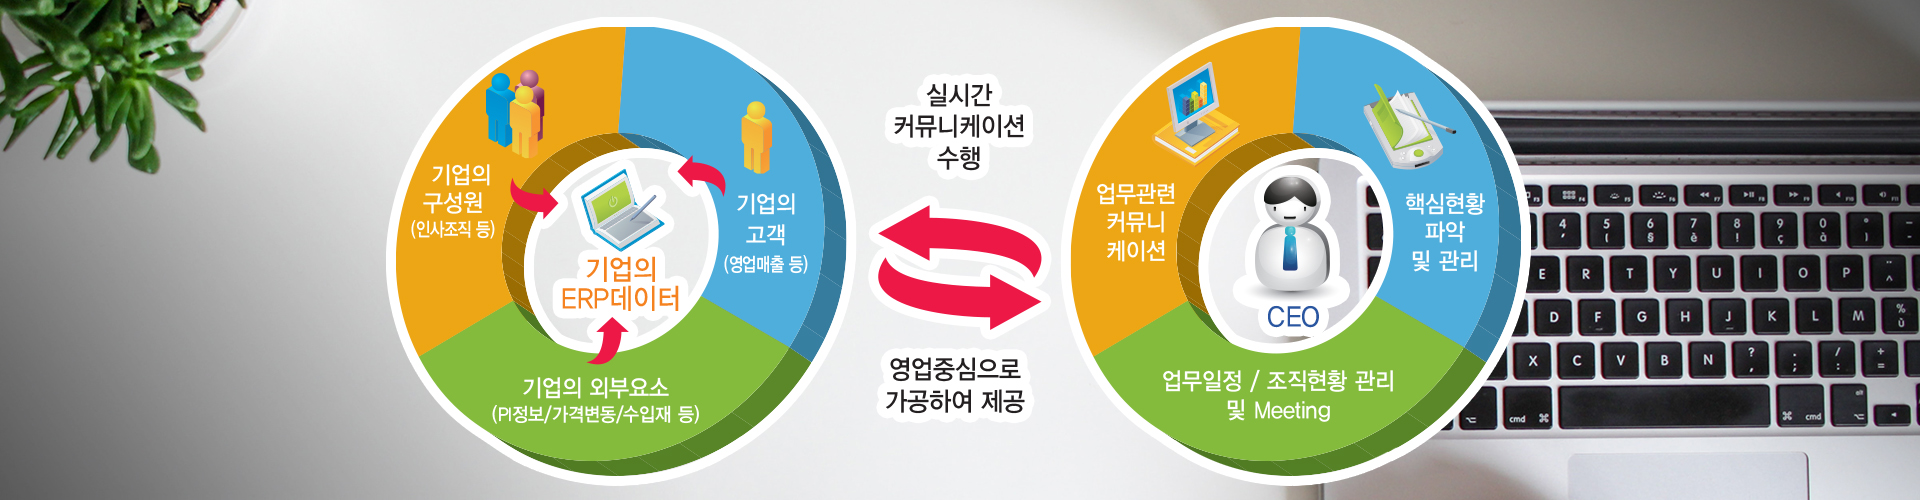 기업의
구성원
(인사조직 등)
기업의
고객
(영업매출 등)
기업의
ERP데이터
기업의 외부요소
(PI정보/가격변동/수입재 등)
실시간
커뮤니케이션
수행
영업중심으로
가공하여 제공
업무관련
커뮤니
케이션
핵심현황
파악
및 관리
CEO
업무일정 / 조직현황 관리
및 Meeting
E R T Y U I O P
D F G H J K L M
X C V B N
cmd
cmd